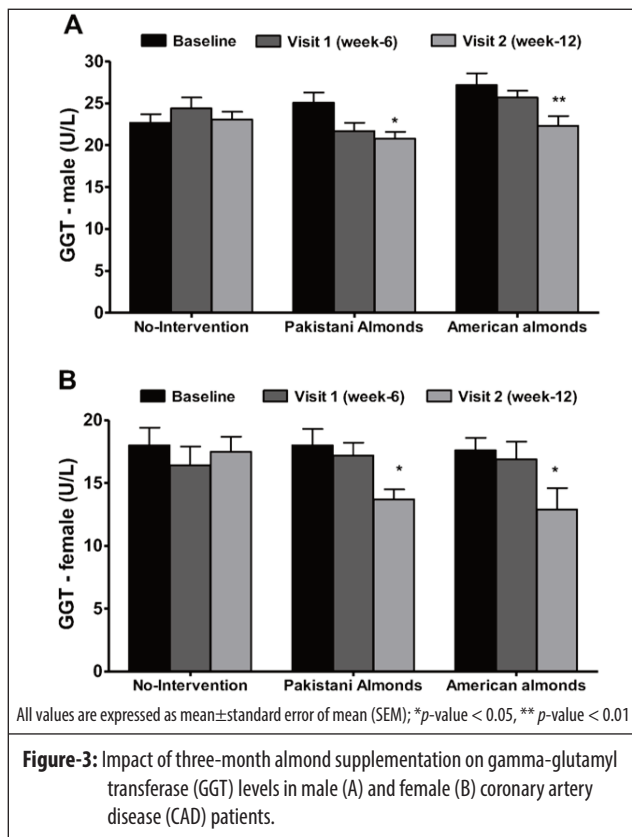 A
Baseline Visit 1 (week-6) Visit 2 (week-12)
GGT - male (U/L)
30
25
20
15
10
5
0
*
**
No-Intervention Pakistani Almonds American almonds
B
Baseline Visit 1 (week-6) Visit 2 (week-12)
GGT - female (U/L)
20
15
10
5
0
*
*
No-Intervention Pakistani Almonds American almonds
All values are expressed as mean±standard error of mean (SEM); *p-value < 0.05, ** p-value < 0.01
Figure-3: Impact of three-month almond supplementation on gamma-glutamyl
transferase (GGT) levels in male (A) and female (B) coronary artery
disease (CAD) patients.